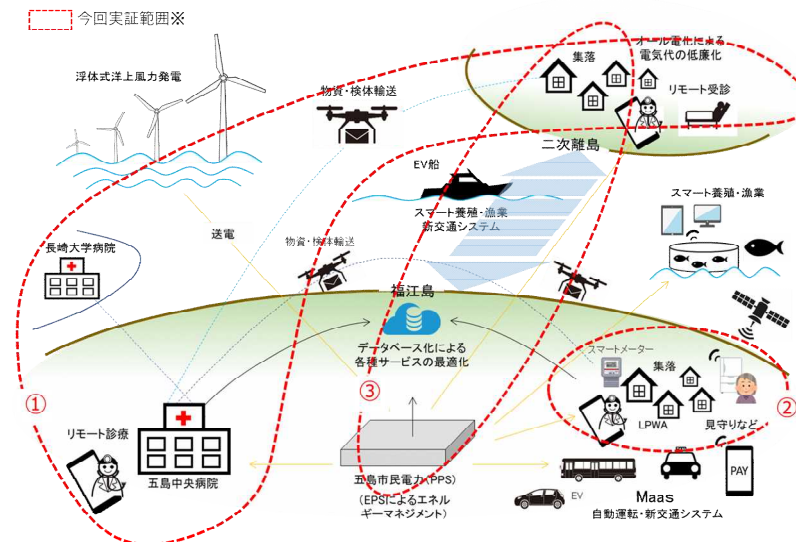 今回実証範囲※
浮体式洋上風力発電
物資・検体輸送
オール電化による
電気代の低廉化
集落
リモート受診
二次離島
EV船
スマート養殖・漁業
新交通システム
スマート養殖・漁業
送電
物資・検体輸送
長崎大学病院
福江島
データベース化による
各種サービスの最適化
スマートメーター
集落
①
③
②
リモート診療
LPWA
見守りなど
五島中央病院
五島市民電力(PPS)
(EPSによるエネル
ギーマネジメント)
EV
Maas
PAY
自動運転・新交通システム